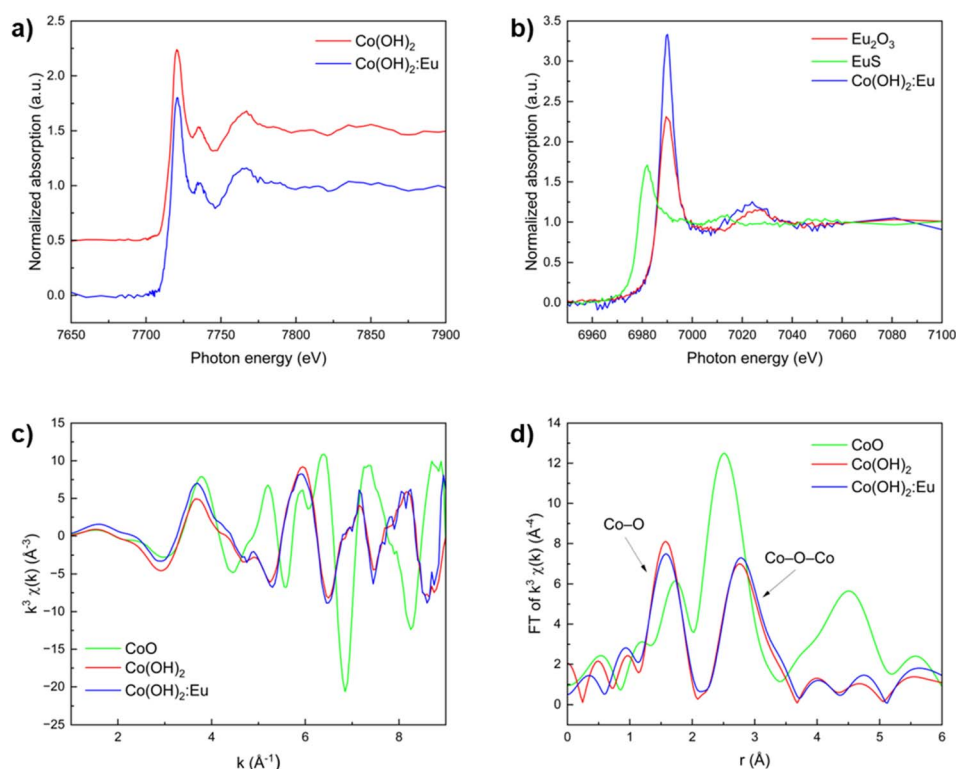 a)
Normalized absorption (a.u.)
2.5
2.0
1.5
1.0
0.5
0.0
Co(OH)₂
Co(OH)₂:Eu
7650 7700 7750 7800 7850 7900
Photon energy (eV)
b)
Normalized absorption (a.u.)
3.5
3.0
2.5
2.0
1.5
1.0
0.5
0.0
Eu₂O₃
EuS
Co(OH)₂:Eu
6960 6980 7000 7020 7040 7060 7080 7100
Photon energy (eV)
c)
k³ χ(k) (Å⁻³)
15
10
5
0
−5
−10
−15
−20
−25
CoO
Co(OH)₂
Co(OH)₂:Eu
2 4 6 8
k (Å⁻¹)
d)
FT of k³ χ(k) (Å⁻⁴)
14
12
10
8
6
4
2
0
CoO
Co(OH)₂
Co(OH)₂:Eu
Co–O
Co–O–Co
0 1 2 3 4 5 6
r (Å)